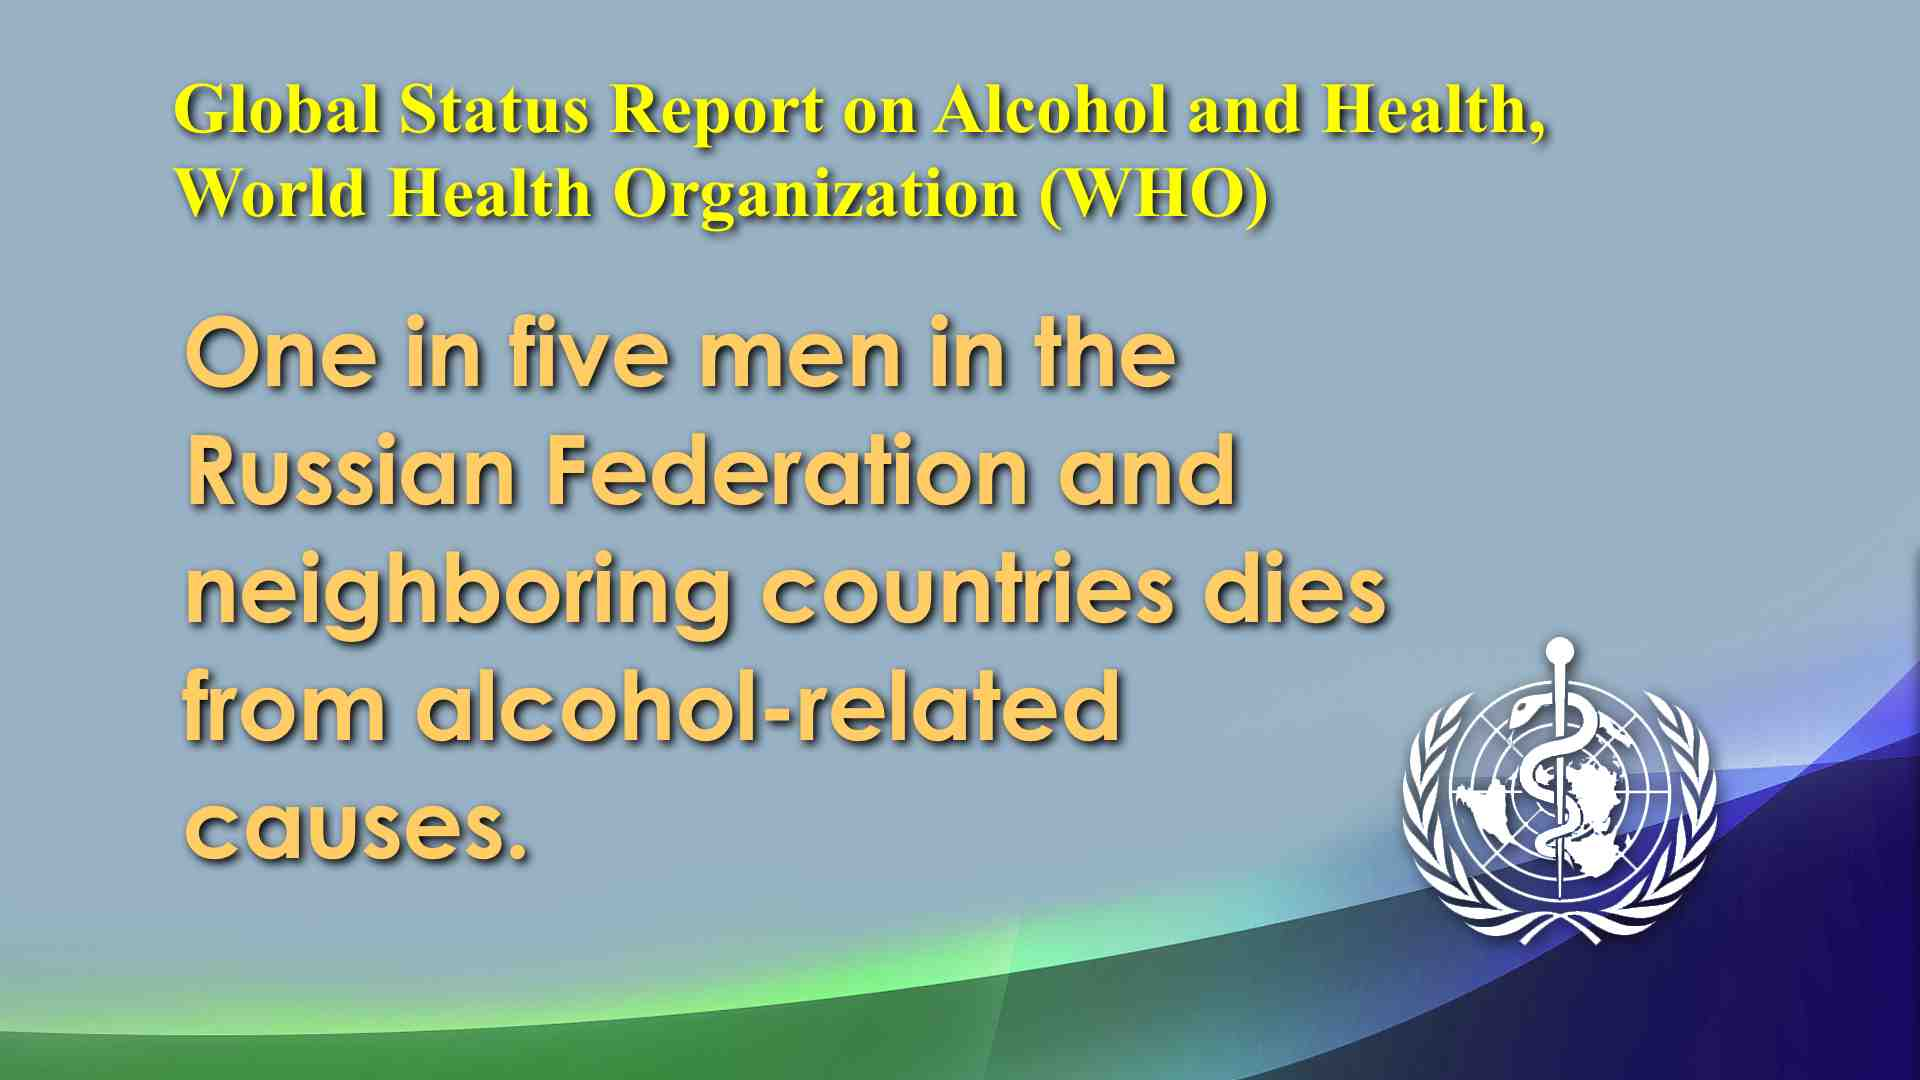 Global Status Report on Alcohol and Health,
World Health Organization (WHO)
One in five men in the
Russian Federation and
neighboring countries dies
from alcohol-related
causes.